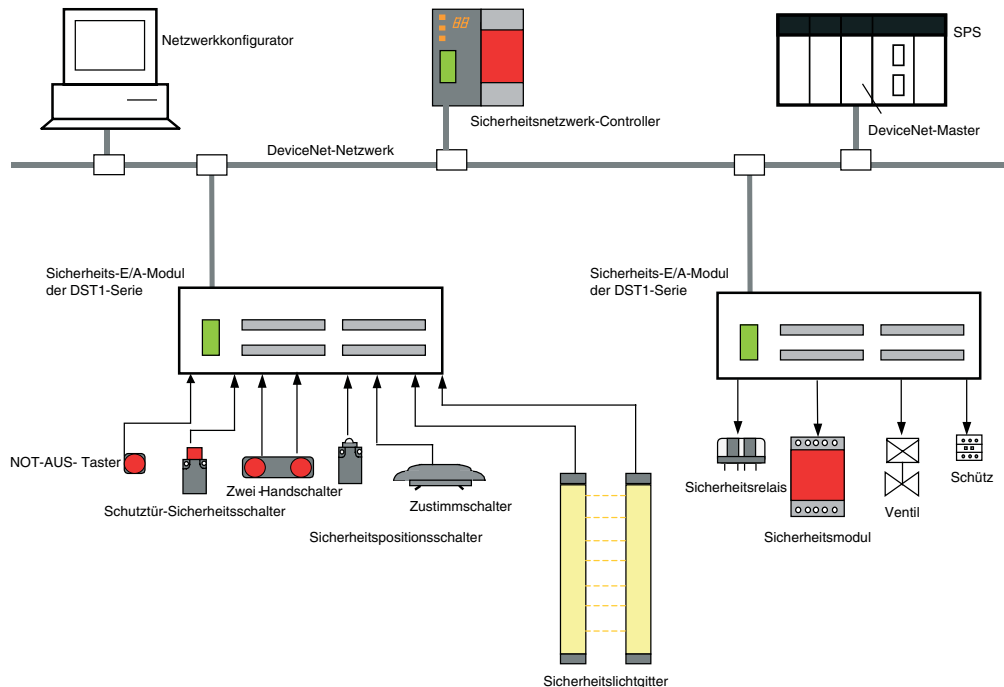 Netzwerkkonfigurator
88
SPS
Sicherheitsnetzwerk-Controller
DeviceNet-Master
DeviceNet-Netzwerk
Sicherheits-E/A-Modul
der DST1-Serie
Sicherheits-E/A-Modul
der DST1-Serie
NOT-AUS- Taster
Zwei-Handschalter
Schutztür-Sicherheitsschalter
Zustimmschalter
Sicherheitspositionsschalter
Sicherheitslichtgitter
Sicherheitsrelais
Sicherheitsmodul
Ventil
Schütz